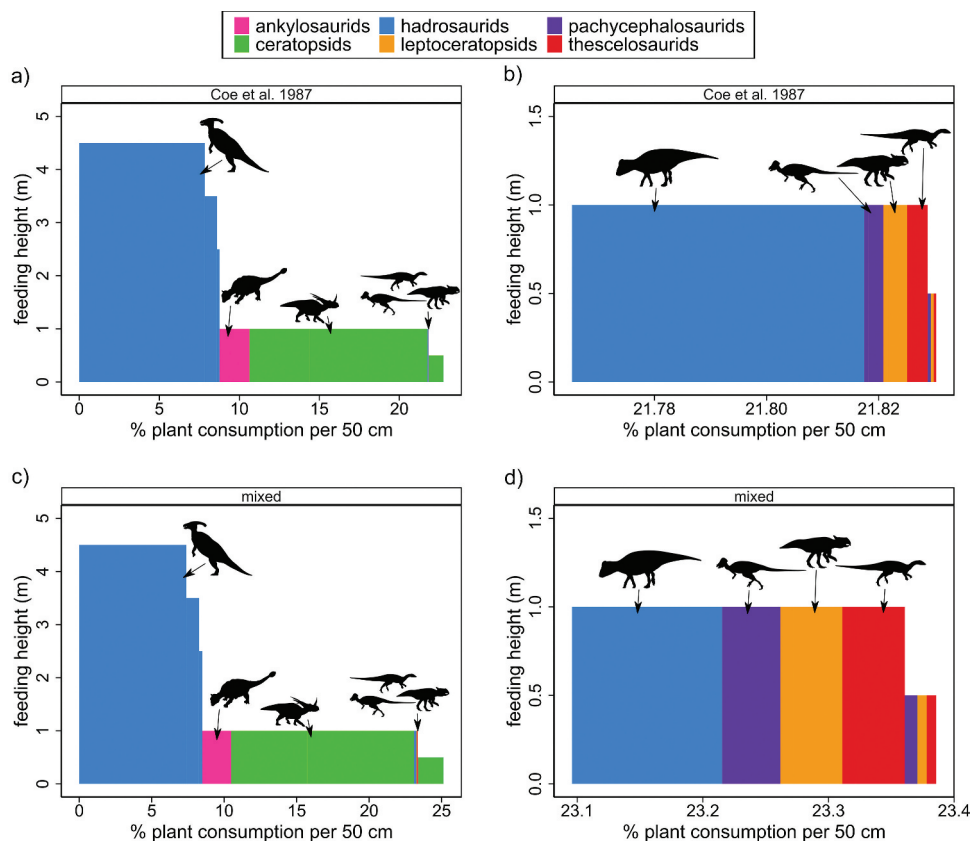 ankylosaurids hadrosaurids pachycephalosaurids
ceratopsids leptoceratopsids thescelosaurids
a)
Coe et al. 1987
feeding height (m)
5
4
3
2
1
0
0 5 10 15 20
% plant consumption per 50 cm
b)
Coe et al. 1987
feeding height (m)
1.5
1.0
0.5
0.0
21.78 21.80 21.82
% plant consumption per 50 cm
c)
mixed
feeding height (m)
5
4
3
2
1
0
0 5 10 15 20 25
% plant consumption per 50 cm
d)
mixed
feeding height (m)
1.5
1.0
0.5
0.0
23.1 23.2 23.3 23.4
% plant consumption per 50 cm